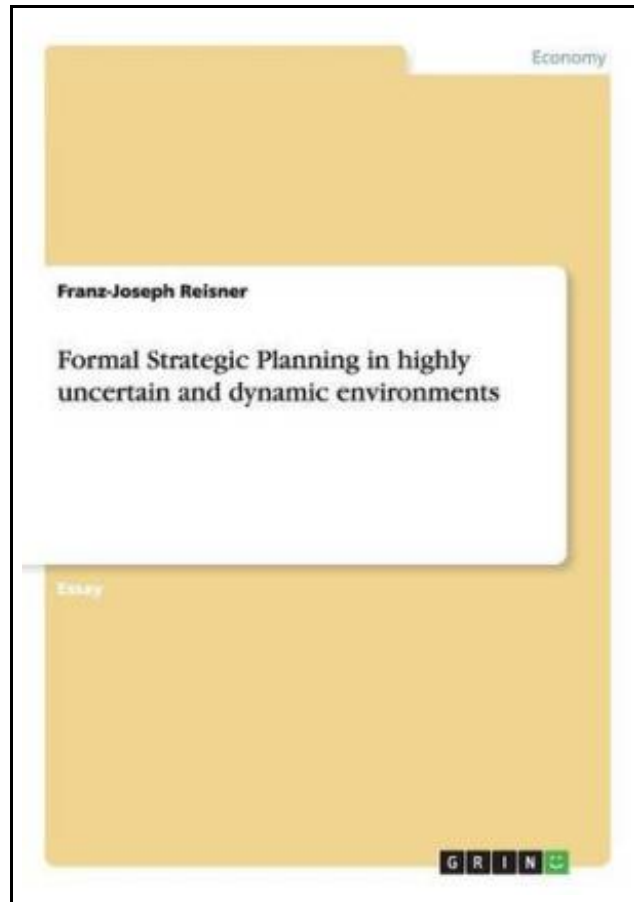 Economy
Franz-Joseph Reisner
Formal Strategic Planning in highly
uncertain and dynamic environments
Essay
GRIN